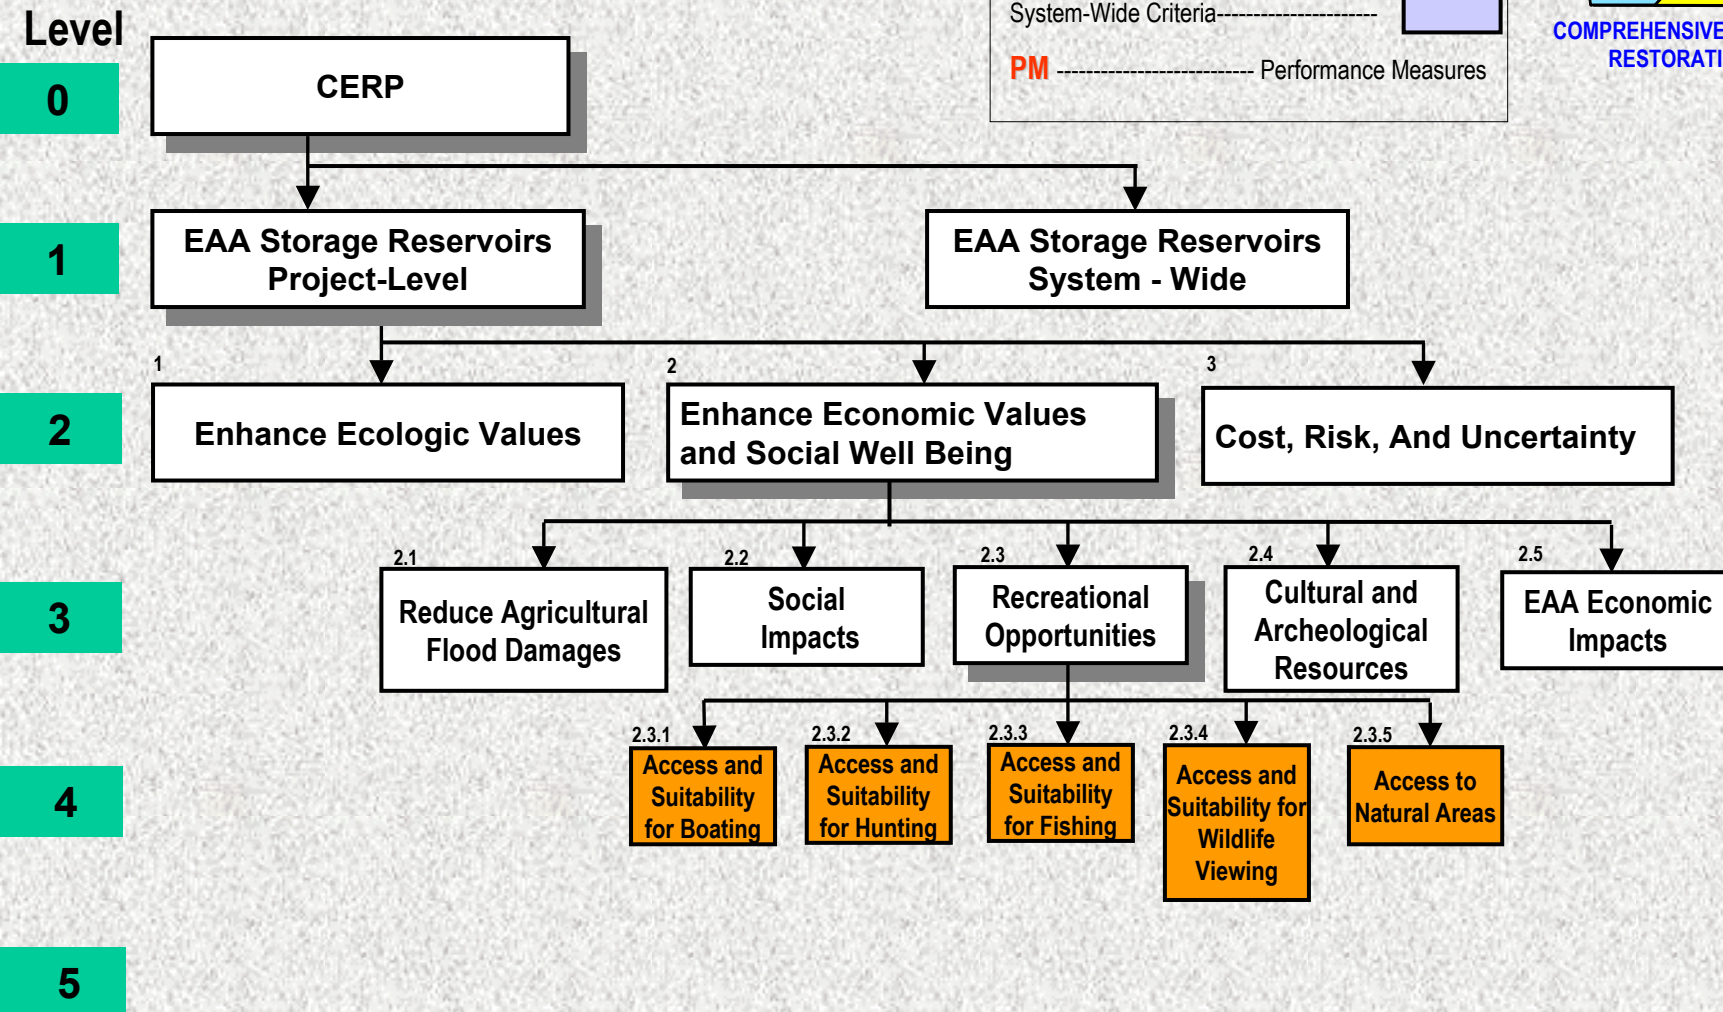 Level
System-Wide Criteria----------------------
COMPREHENSIVE
RESTORATI
PM --------------------------- Performance Measures
0
CERP
1
EAA Storage Reservoirs
Project-Level
EAA Storage Reservoirs
System - Wide
1
2
3
2
Enhance Ecologic Values
Enhance Economic Values
and Social Well Being
Cost, Risk, And Uncertainty
2.1
2.2
2.3
2.4
2.5
3
Reduce Agricultural
Flood Damages
Social
Impacts
Recreational
Opportunities
Cultural and
Archeological
Resources
EAA Economic
Impacts
2.3.1
2.3.2
2.3.3
2.3.4
2.3.5
4
Access and
Suitability
for Boating
Access and
Suitability
for Hunting
Access and
Suitability
for Fishing
Access and
Suitability for
Wildlife
Viewing
Access to
Natural Areas
5